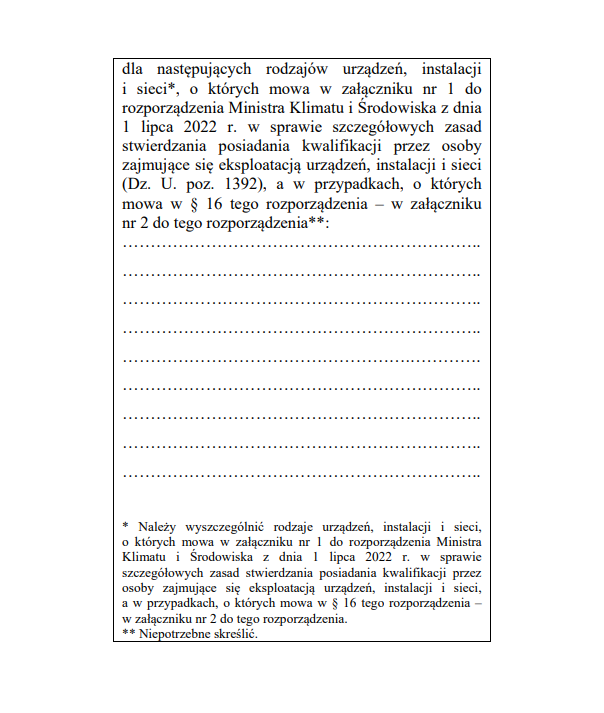 dla następujących rodzajów urządzeń, instalacji
i sieci*, o których mowa w załączniku nr 1 do
rozporządzenia Ministra Klimatu i Środowiska z dnia
1 lipca 2022 r. w sprawie szczegółowych zasad
stwierdzania posiadania kwalifikacji przez osoby
zajmujące się eksploatacją urządzeń, instalacji i sieci
(Dz. U. poz. 1392), a w przypadkach, o których
mowa w § 16 tego rozporządzenia – w załączniku
nr 2 do tego rozporządzenia**:
……………………………………………………..
……………………………………………………..
……………………………………………………..
……………………………………………………..
…………………………………………….………….
……………………………………………………..
……………………………………………………..
……………………………………………………..
……………………………………………………..
* Należy wyszczególnić rodzaje urządzeń, instalacji i sieci,
o których mowa w załączniku nr 1 do rozporządzenia Ministra
Klimatu i Środowiska z dnia 1 lipca 2022 r. w sprawie
szczegółowych zasad stwierdzania posiadania kwalifikacji przez
osoby zajmujące się eksploatacją urządzeń, instalacji i sieci,
a w przypadkach, o których mowa w § 16 tego rozporządzenia –
w załączniku nr 2 do tego rozporządzenia.
** Niepotrzebne skreślić.